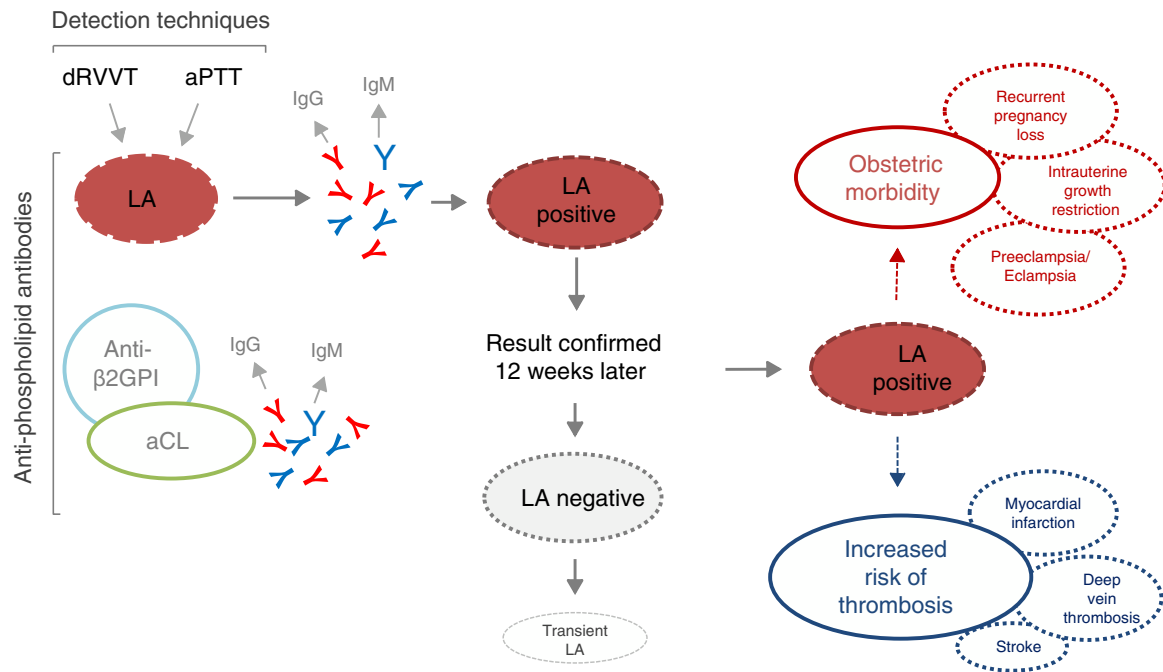 Detection techniques
dRVVT
aPTT
IgG
IgM
LA
LA
positive
Anti-phospholipid antibodies
Anti-
β2GPI
aCL
IgG
IgM
Result confirmed
12 weeks later
LA negative
Transient
LA
LA
positive
Obstetric
morbidity
Recurrent
pregnancy
loss
Intrauterine
growth
restriction
Preeclampsia/
Eclampsia
Increased
risk of
thrombosis
Myocardial
infarction
Deep
vein
thrombosis
Stroke